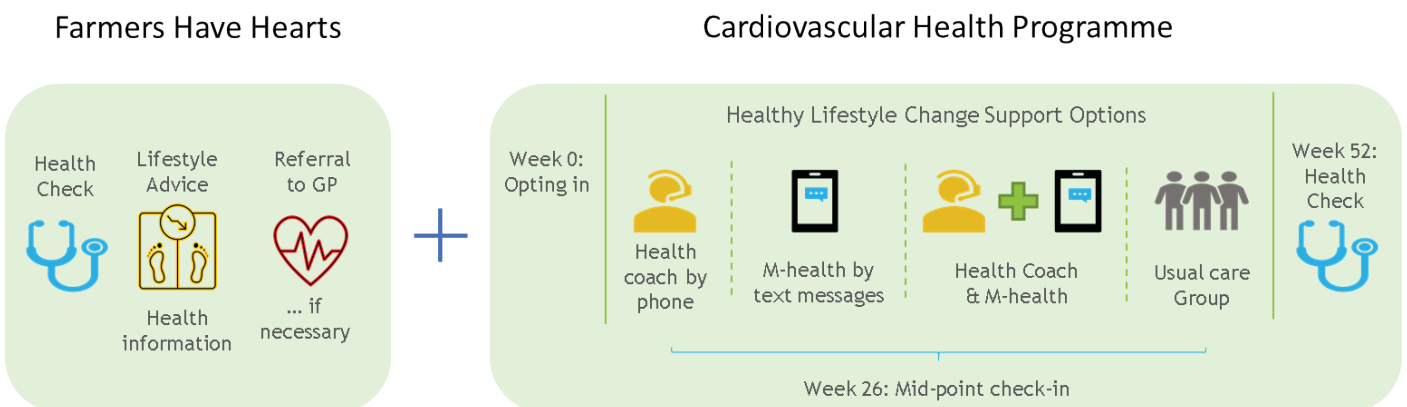 Farmers Have Hearts
Cardiovascular Health Programme
Health
Check
Lifestyle
Advice
Health
information
Referral
to GP
... if
necessary
Week 0:
Opting in
Healthy Lifestyle Change Support Options
Health
coach by
phone
M-health by
text messages
Health Coach
& M-health
Usual care
Group
Week 52:
Health
Check
Week 26: Mid-point check-in